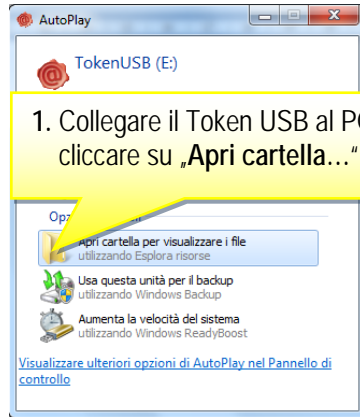 AutoPlay
TokenUSB (E:)
1. Collegare il Token USB al
cliccare su „Apri cartella..."
Apri cartella per visualizzare i file
utilizzando Esplora risorse
Usa questa unità per il backup
utilizzando Windows Backup
Aumenta la velocità del sistema
utilizzando Windows ReadyBoost
Visualizzare ulteriori opzioni di AutoPlay nel Pannello di
controllo